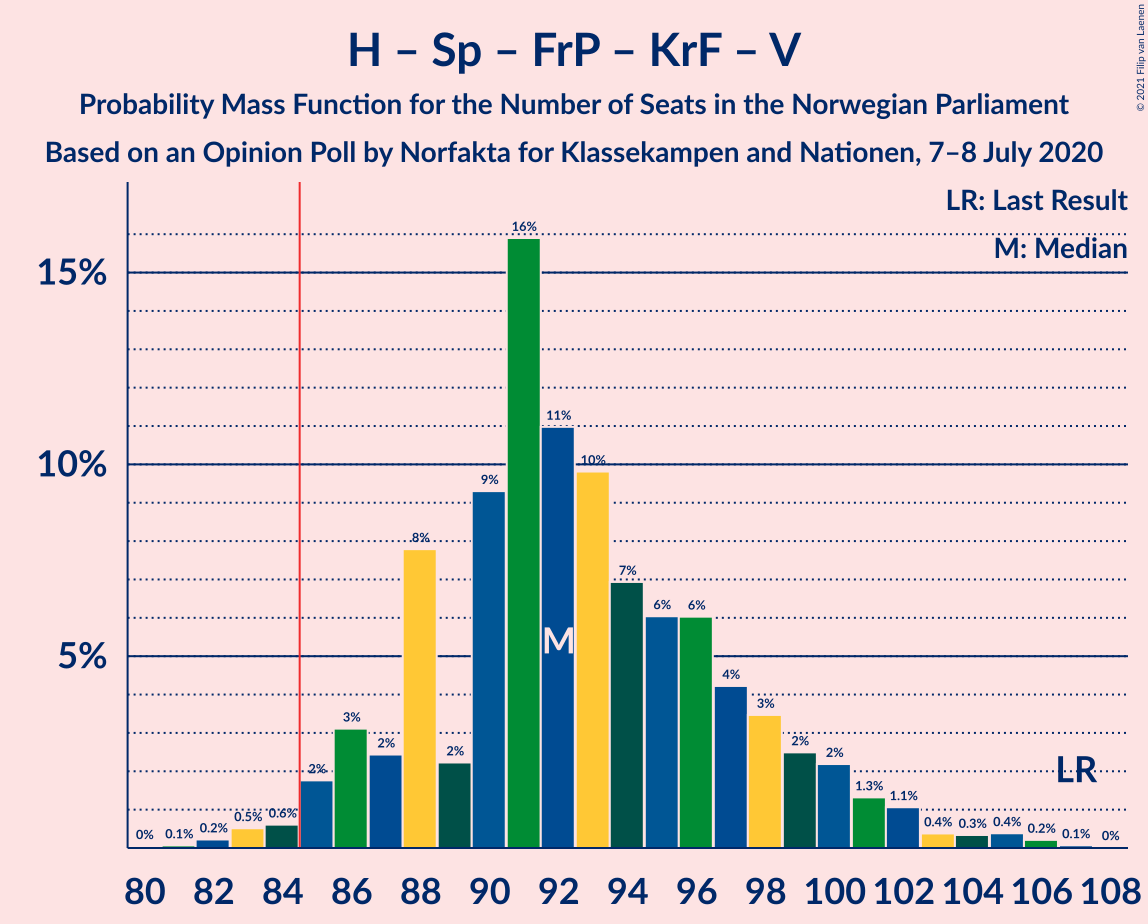 H – Sp – FrP – KrF – V
Probability Mass Function for the Number of Seats in the Norwegian Parliament
Based on an Opinion Poll by Norfakta for Klassekampen and Nationen, 7–8 July 2020
© 2021 Filip van Laenen
LR: Last Result
M: Median
15%
10%
5%
0% 0.1% 0.2% 0.5% 0.6% 2% 3% 2% 8% 2% 9% 16% 11% 10% 7% 6% 6% 4% 3% 2% 2% 1.3% 1.1% 0.4% 0.3% 0.4% 0.2% 0.1% 0%
M
LR
80 82 84 86 88 90 92 94 96 98 100 102 104 106 108